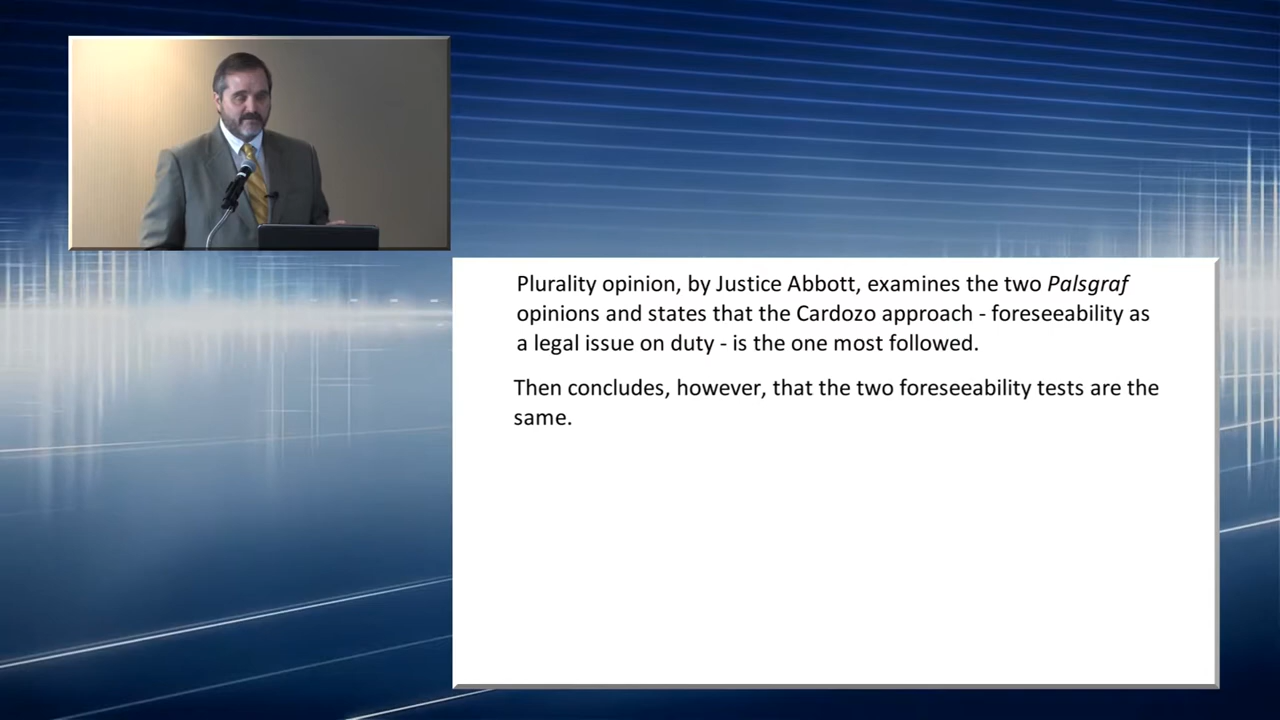 Plurality opinion, by Justice Abbott, examines the two Palsgraf
opinions and states that the Cardozo approach - foreseeability as
a legal issue on duty - is the one most followed.
Then concludes, however, that the two foreseeability tests are the
same.